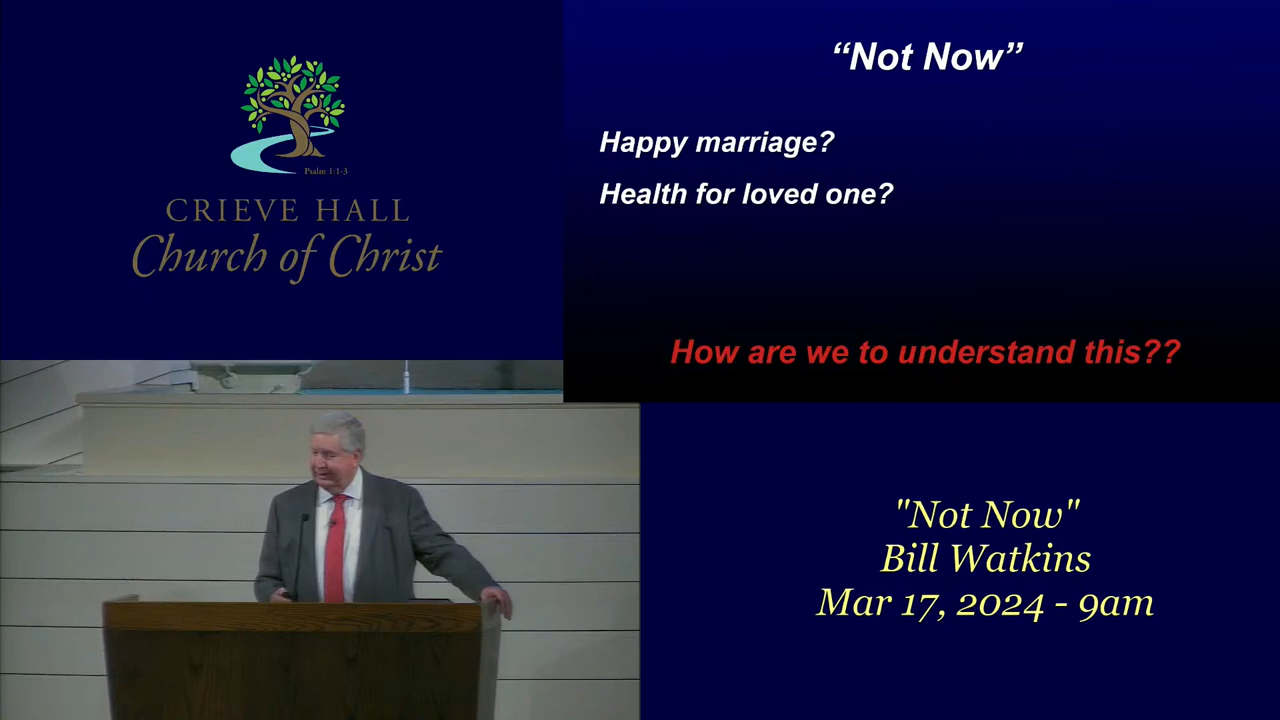 Psalm 1:1-3
CRIEVE HALL
Church of Christ
“Not Now”
Happy marriage?
Health for loved one?
How are we to understand this??
"Not Now"
Bill Watkins
Mar 17, 2024 - 9am